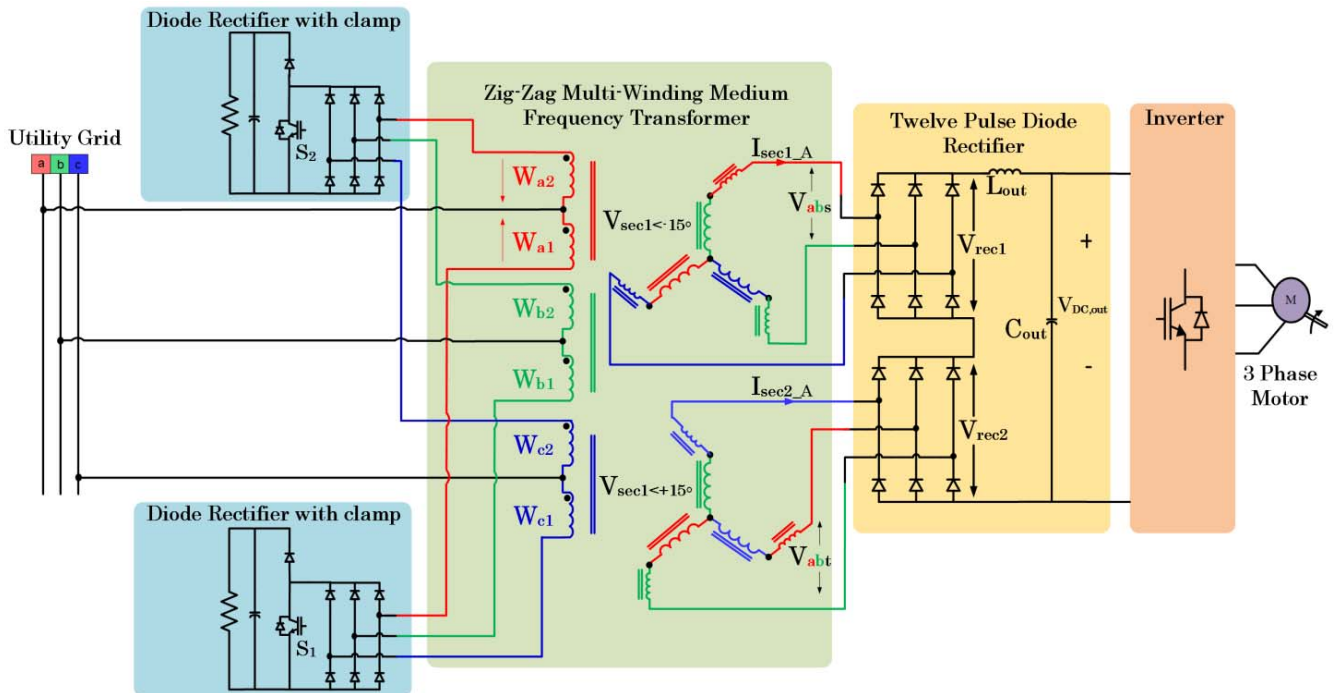 Diode Rectifier with clamp
S2
Utility Grid
a b c
Zig-Zag Multi-Winding Medium
Frequency Transformer
Wa2
Wa1
Wb2
Wb1
Wc2
Wc1
Vsec1<-15°
Vsec1<+15°
Isec1_A
Vabs
Isec2_A
Vabt
Twelve Pulse Diode
Rectifier
Lout
Vrec1
Vrec2
Cout
+
VDC,out
-
Inverter
M
3 Phase
Motor
Diode Rectifier with clamp
S1